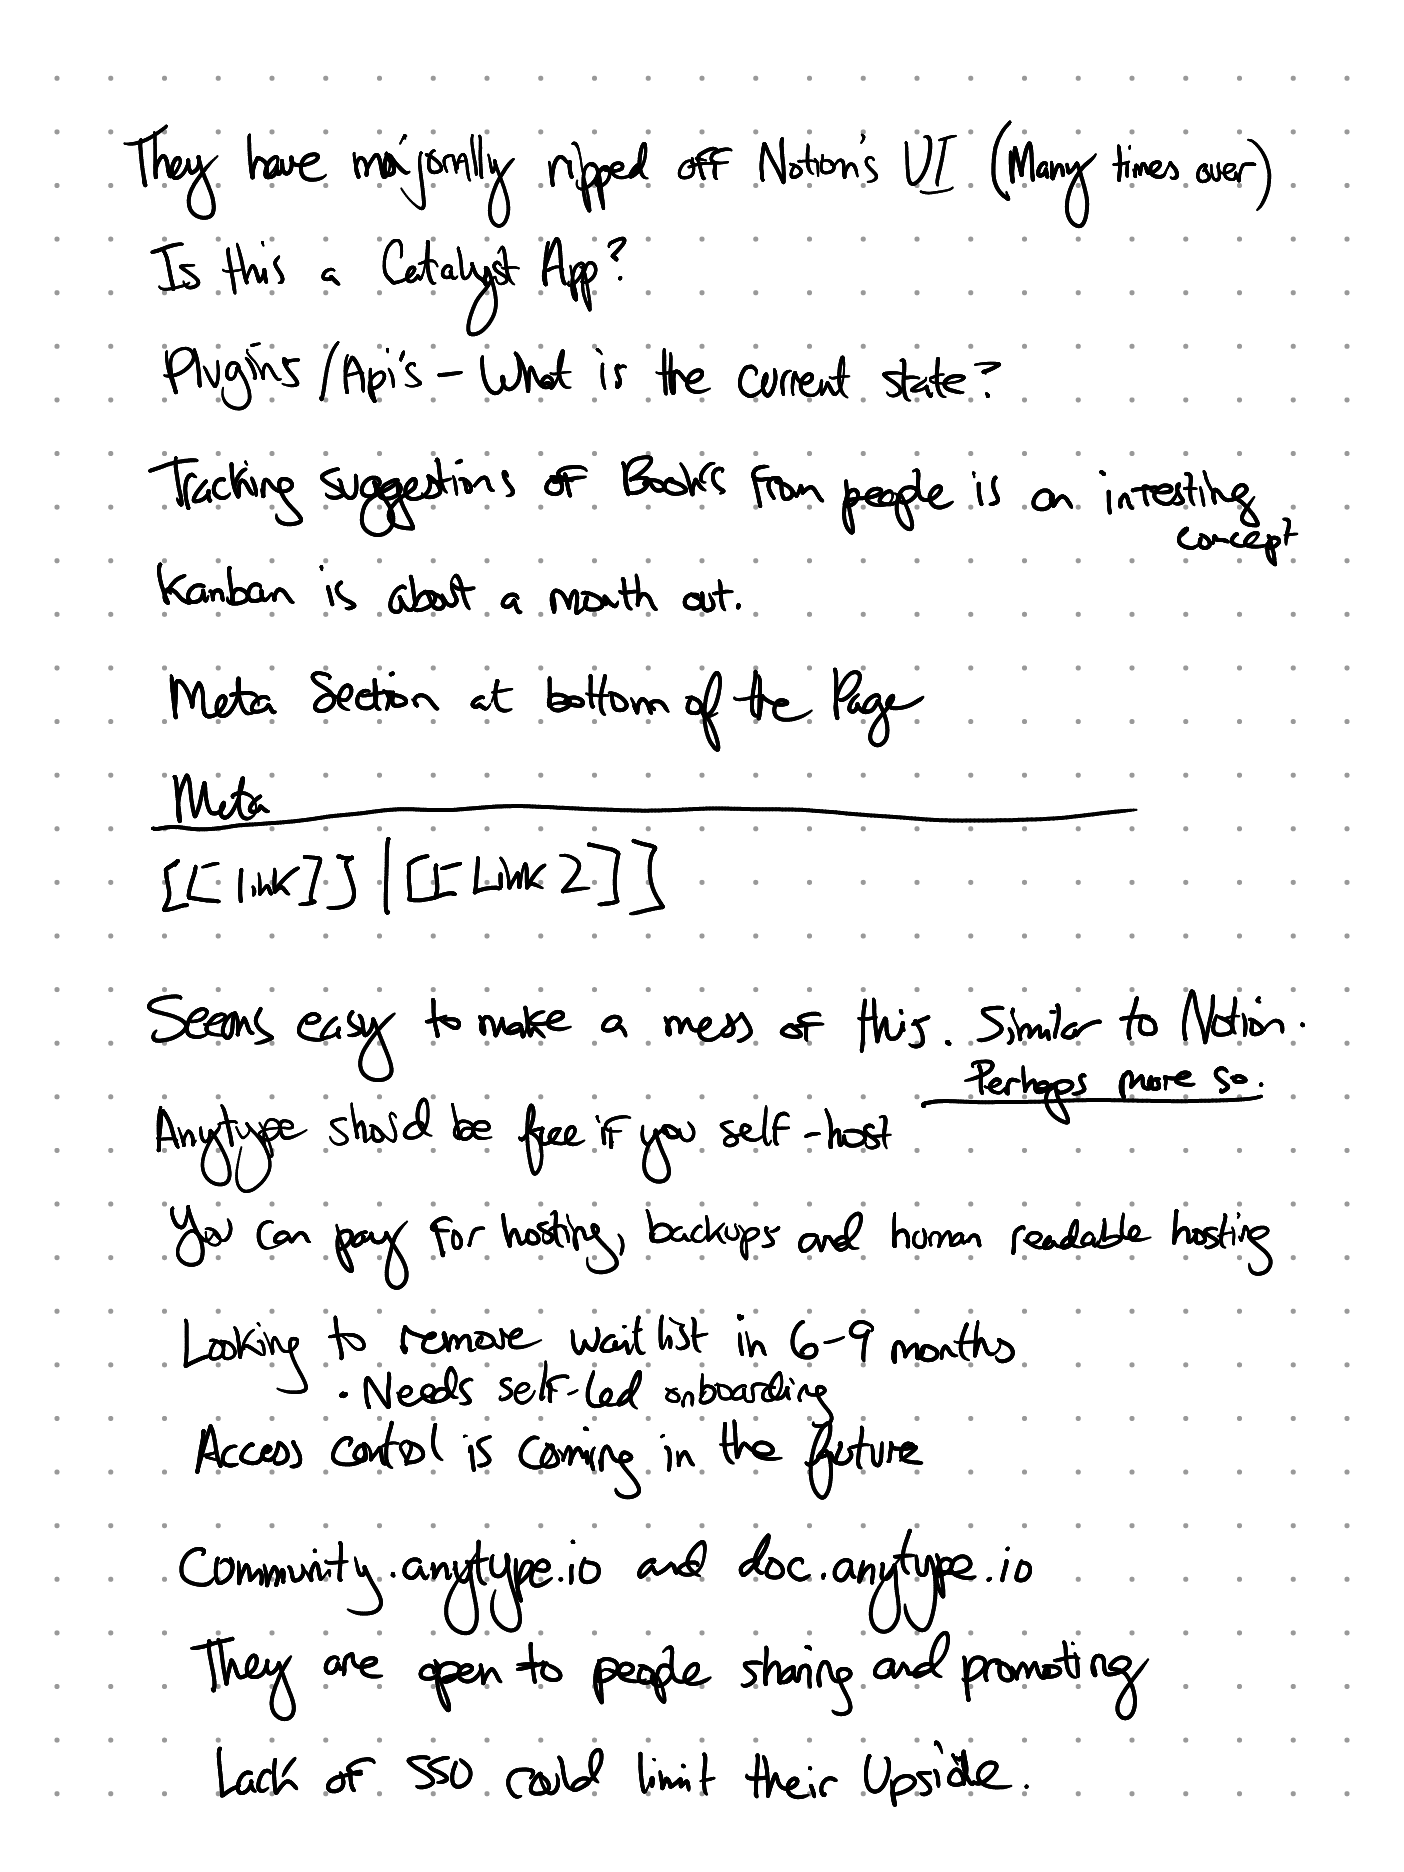 They have majorally ripped off Notion's UI (Many times over)
Is this a Catalyst App?
Plugins /Api's - What is the current state?
Tracking suggestions of Books from people is an intresting
concept
Kanban is about a month out.
Meta Section at bottom of the Page
Meta
[[link]] | [[Link 2]]
Seems easy to make a mess of this. Similar to Notion.
Perhaps more so.
Anytype should be free if you self-host
You can pay for hosting, backups and human readable hosting
Looking to remove waitlist in 6-9 months
· Needs self-led onboarding
Access control is coming in the future
Community.anytype.io and doc.anytype.io
They are open to people sharing and promoting
Lack of SSO could limit their Upside.